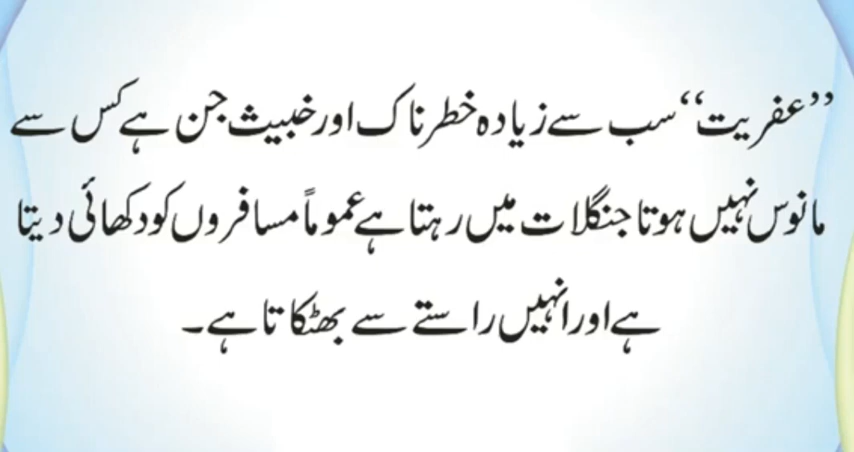 ’’عفریت‘‘ سب سے زیادہ خطرناک اور خبیث جن ہے کس سے
مانوس نہیں ہوتا جنگلات میں رہتا ہے عموماً مسافروں کو دکھائی دیتا
ہے اور انہیں راستے سے بھٹکاتا ہے۔